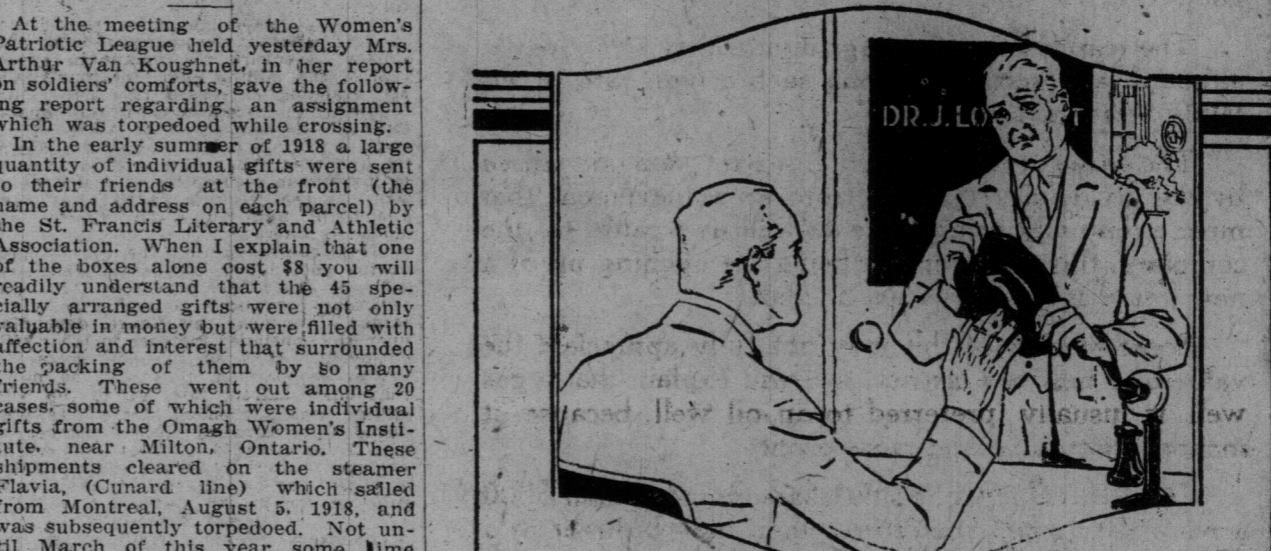 At the meeting of the Women's
Patriotic League held yesterday Mrs.
Arthur Van Koughnet, in her report
on soldiers' comforts, gave the follow-
ing report regarding an assignment
which was torpedoed while crossing.
In the early summer of 1918 a large
quantity of individual gifts were sent
to their friends at the front (the
name and address on each parcel) by
the St. Francis Literary and Athletic
Association. When I explain that one
of the boxes alone cost $8 you will
readily understand that the 45 spe-
cially arranged gifts were not only
valuable in money but were filled with
affection and interest that surrounded
the packing of them by so many
friends. These went out among 20
cases, some of which were individual
gifts from the Omagh Women's Insti-
tute, near Milton, Ontario. These
shipments cleared on the steamer
Flavia, (Cunard line) which sailed
from Montreal, August 5, 1918, and
was subsequently torpedoed. Not un-
til March of this year some time
DR. J. LO T